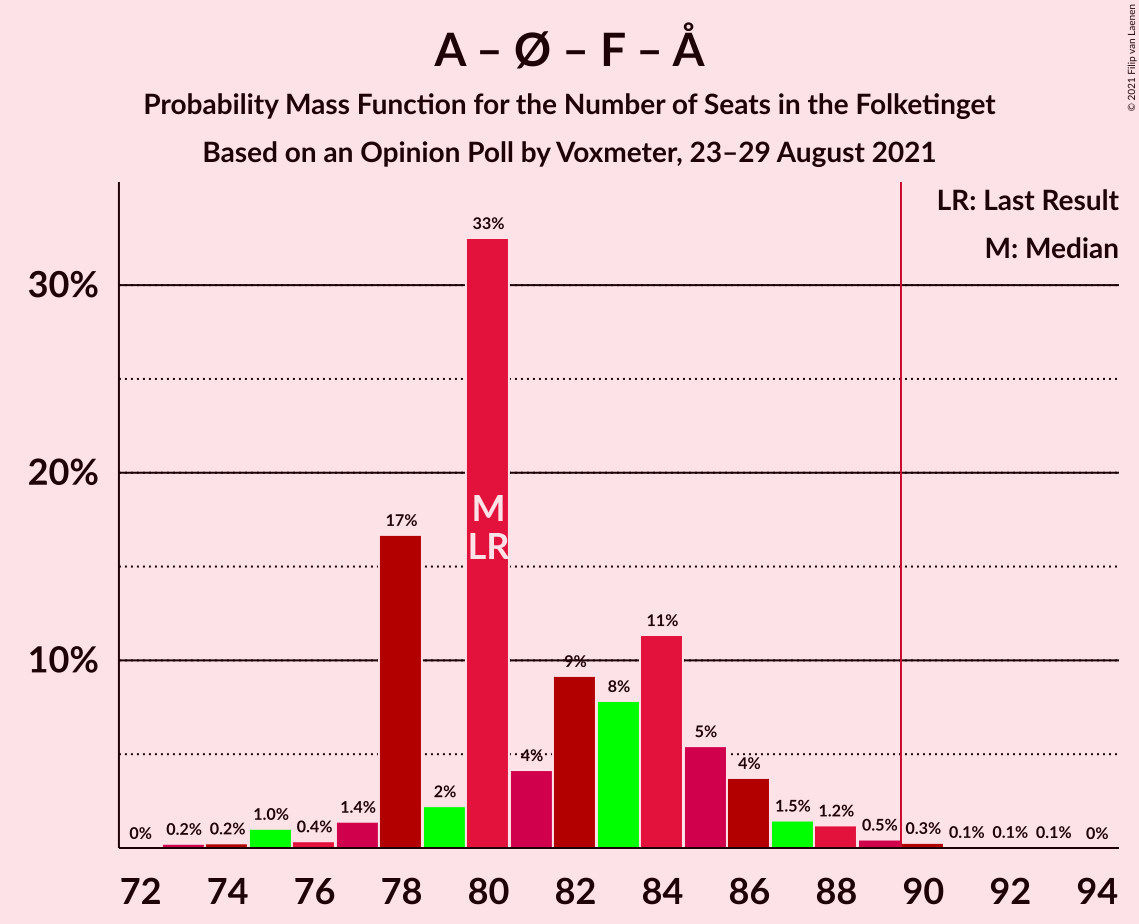 A – Ø – F – Å
Probability Mass Function for the Number of Seats in the Folketinget
Based on an Opinion Poll by Voxmeter, 23–29 August 2021
© 2021 Filip van Laenen
LR: Last Result
M: Median
30%
20%
10%
0%
0.2%
0.2%
1.0%
0.4%
1.4%
17%
2%
33%
4%
9%
8%
11%
5%
4%
1.5%
1.2%
0.5%
0.3%
0.1%
0.1%
0.1%
0%
M
LR
72 74 76 78 80 82 84 86 88 90 92 94